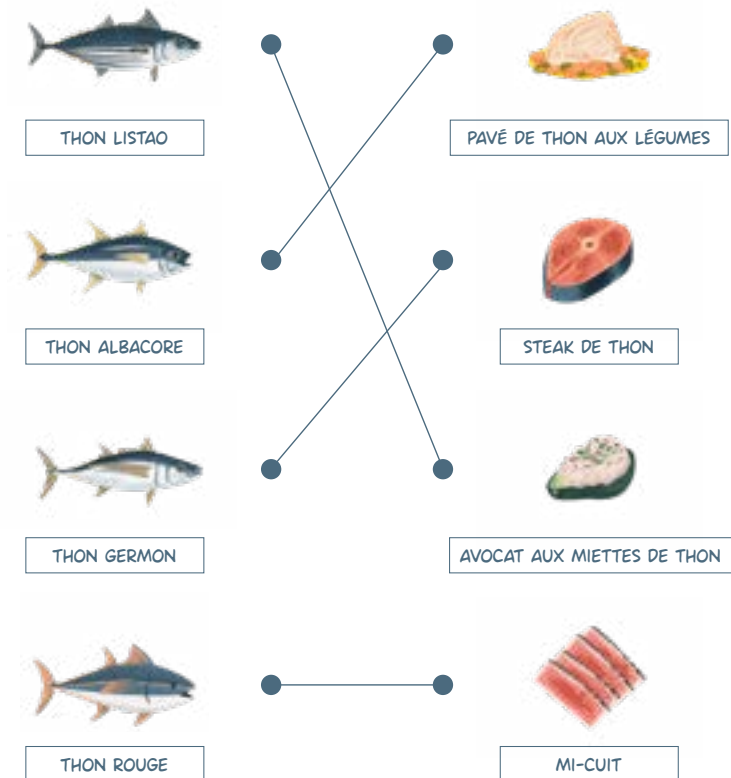 THON LISTAO
PAVÉ DE THON AUX LÉGUMES
THON ALBACORE
STEAK DE THON
THON GERMON
AVOCAT AUX MIETTES DE THON
THON ROUGE
MI-CUIT